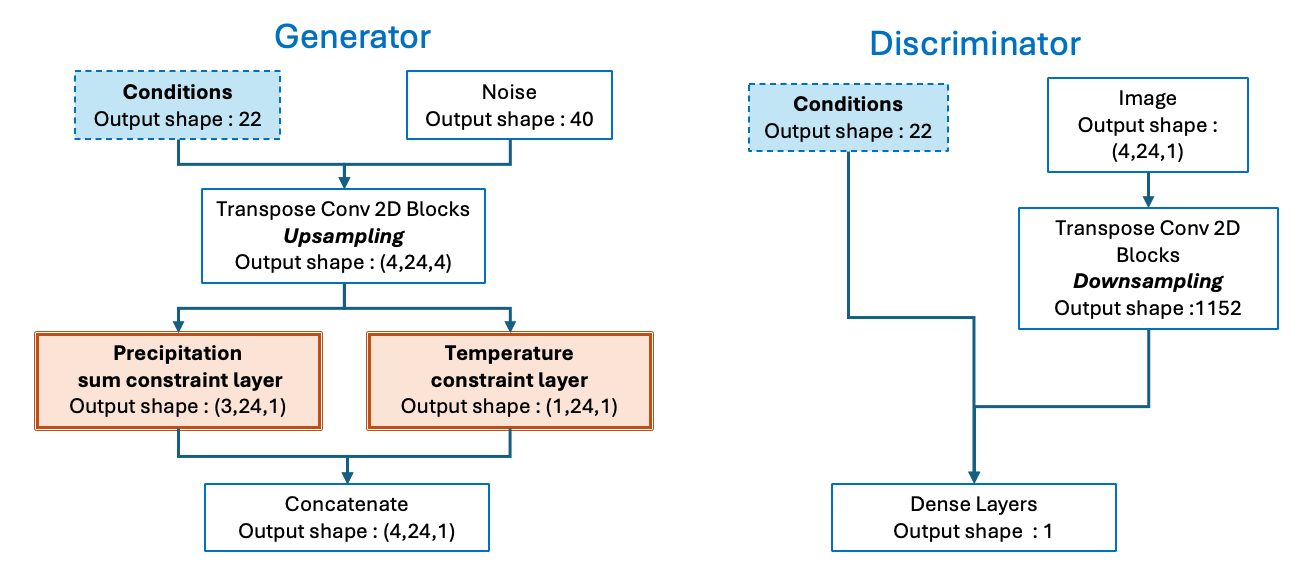 Generator
Conditions
Output shape : 22
Noise
Output shape : 40
Transpose Conv 2D Blocks
Upsampling
Output shape : (4,24,4)
Precipitation
sum constraint layer
Output shape : (3,24,1)
Temperature
constraint layer
Output shape : (1,24,1)
Concatenate
Output shape : (4,24,1)
Discriminator
Conditions
Output shape : 22
Image
Output shape :
(4,24,1)
Transpose Conv 2D
Blocks
Downsampling
Output shape :1152
Dense Layers
Output shape : 1